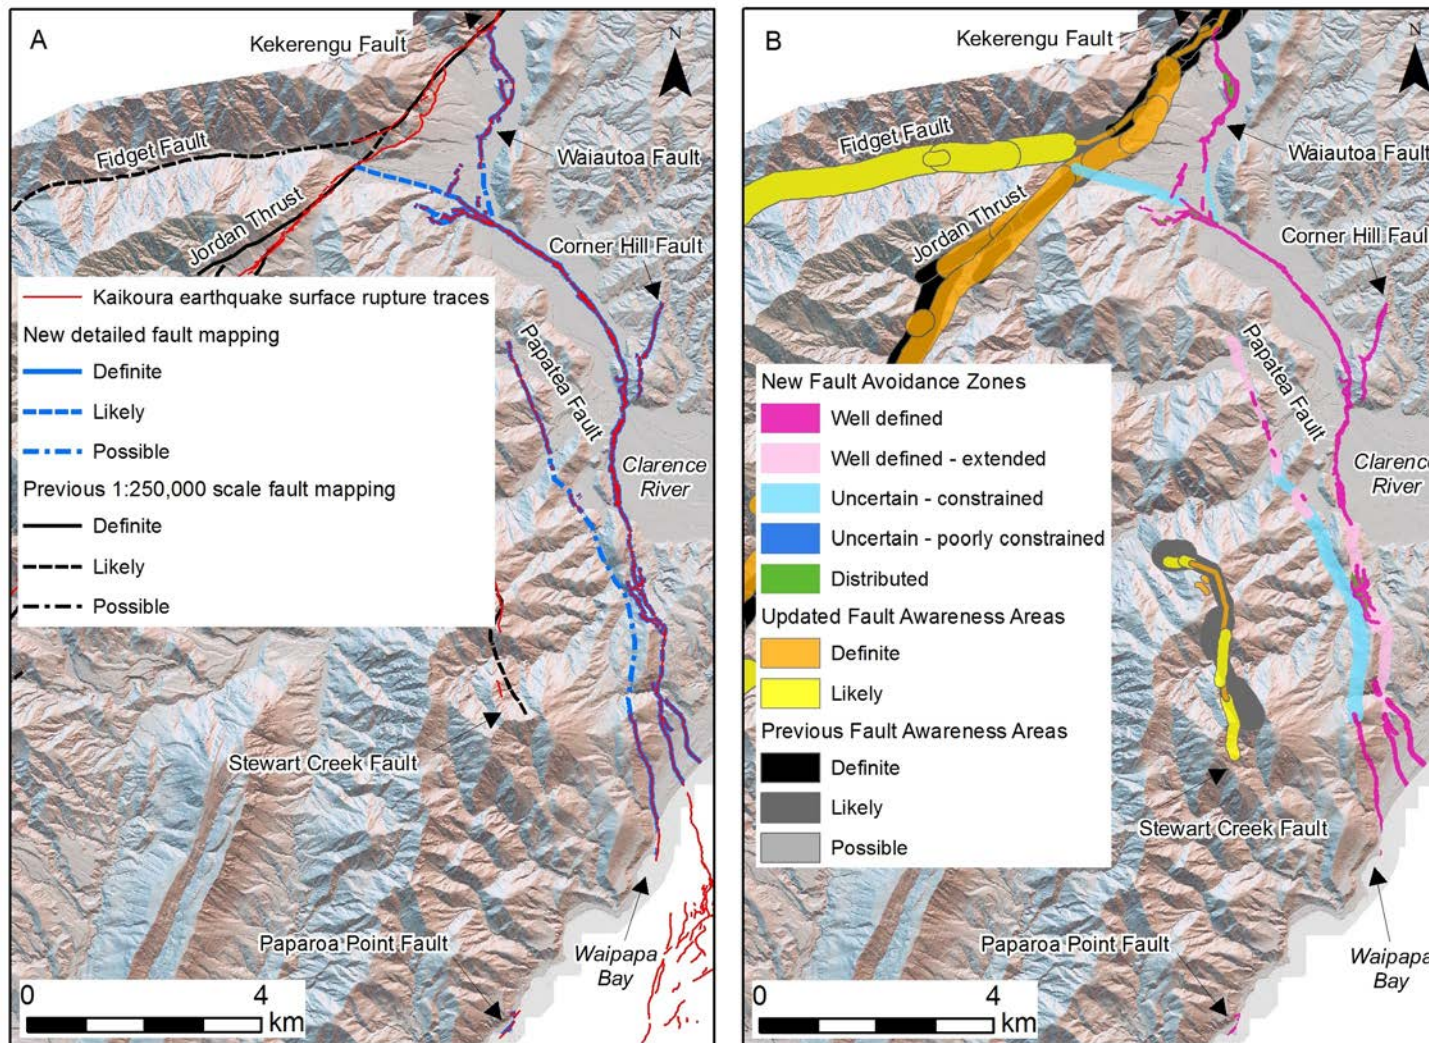 A
Kekerengu Fault
N
Fidget Fault
Waiautoa Fault
Jordan Thrust
Corner Hill Fault
Kaikoura earthquake surface rupture traces
New detailed fault mapping
Definite
Likely
Possible
Previous 1:250,000 scale fault mapping
Definite
Likely
Possible
Papatea Fault
Clarence
River
Stewart Creek Fault
Paparoa Point Fault
Waipapa
Bay
0 4
km
B
Kekerengu Fault
N
Fidget Fault
Waiautoa Fault
Jordan Thrust
Corner Hill Fault
New Fault Avoidance Zones
Well defined
Well defined - extended
Uncertain - constrained
Uncertain - poorly constrained
Distributed
Updated Fault Awareness Areas
Definite
Likely
Previous Fault Awareness Areas
Definite
Likely
Possible
Papatea Fault
Clarence
River
Stewart Creek Fault
Paparoa Point Fault
Waipapa
Bay
0 4
km